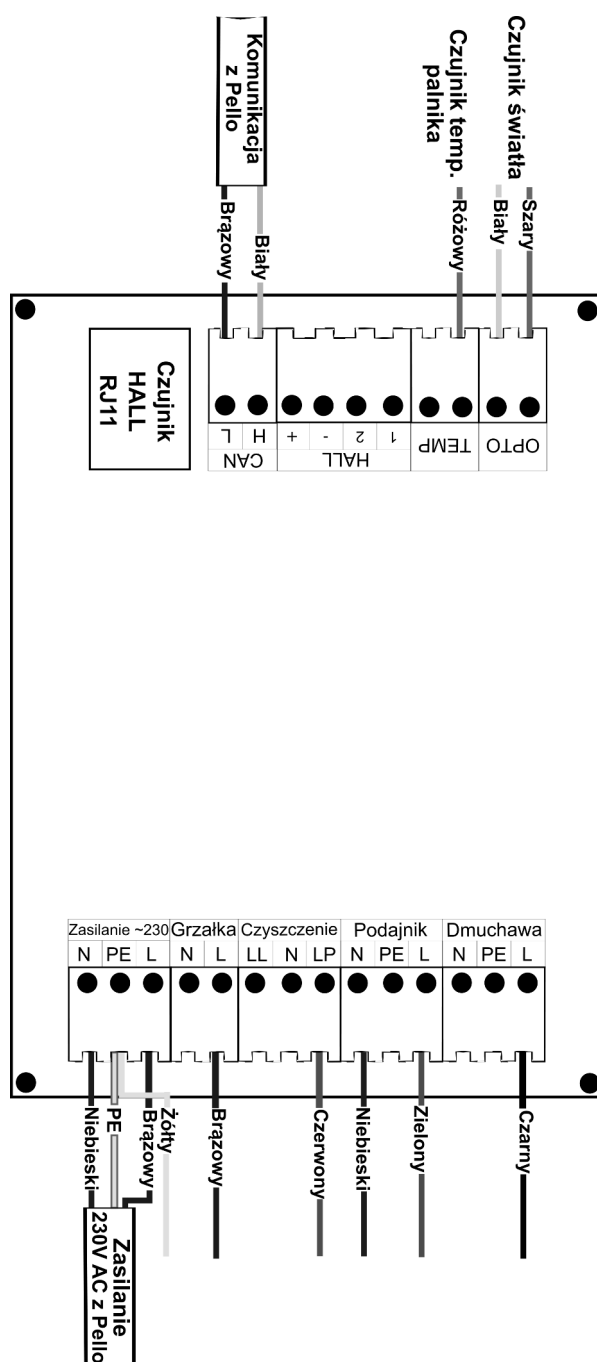 Komunikacja
z Pello
Czujnik temp.
palnika
Czujnik światła
Brązowy
Biały
Różowy
Biały
Szary
Czujnik
HALL
RJ11
L H + - 2 1 TEMP OPTO
CAN HALL
Zasilanie ~230 Grzałka Czyszczenie Podajnik Dmuchawa
N PE L N L LL N LP N PE L N PE L
Niebieski
PE
Brązowy
Żółty
Brązowy
Czerwony
Niebieski
Zielony
Czarny
Zasilanie
230V AC z Pello